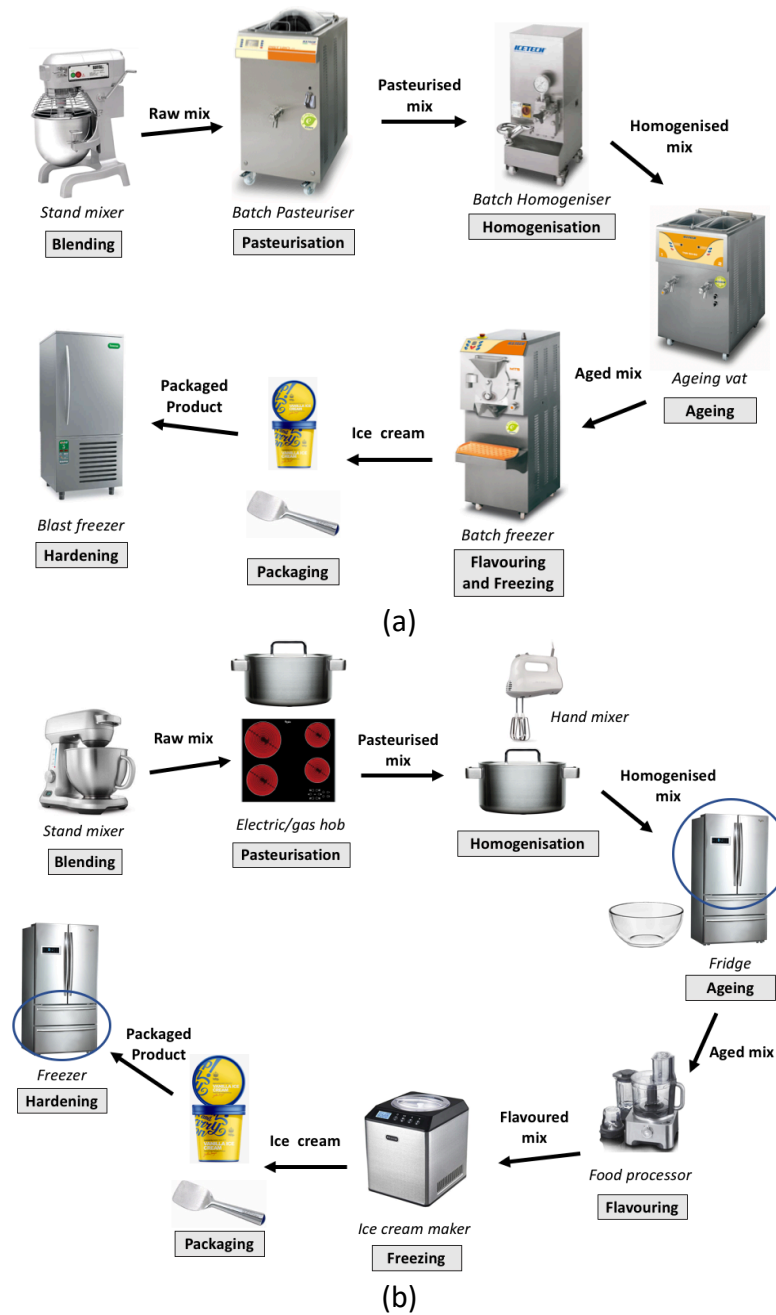 ICETECH
Raw mix
Pasteurised
mix
Homogenised
mix
Stand mixer
Blending
Batch Pasteuriser
Pasteurisation
Batch Homogeniser
Homogenisation
Packaged
Product
Ice cream
Aged mix
Ageing vat
Ageing
Blast freezer
Hardening
Packaging
Batch freezer
Flavouring
and Freezing
(a)
Hand mixer
Raw mix
Pasteurised
mix
Homogenised
mix
Stand mixer
Blending
Electric/gas hob
Pasteurisation
Homogenisation
Fridge
Ageing
Aged mix
Packaged
Product
Freezer
Hardening
Ice cream
Flavoured
mix
Food processor
Flavouring
Packaging
Ice cream maker
Freezing
(b)